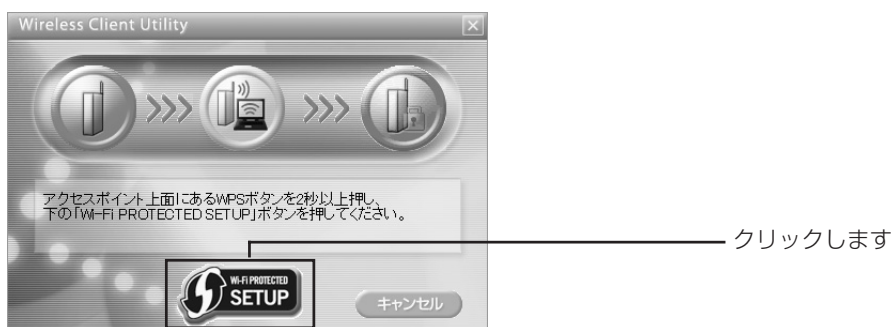 Wireless Client Utility
アクセスポイント上面にあるWPSボタンを2秒以上押し、
下の「Wi-Fi PROTECTED SETUP」ボタンを押してください。
クリックします
Wi-Fi PROTECTED
SETUP
キャンセル